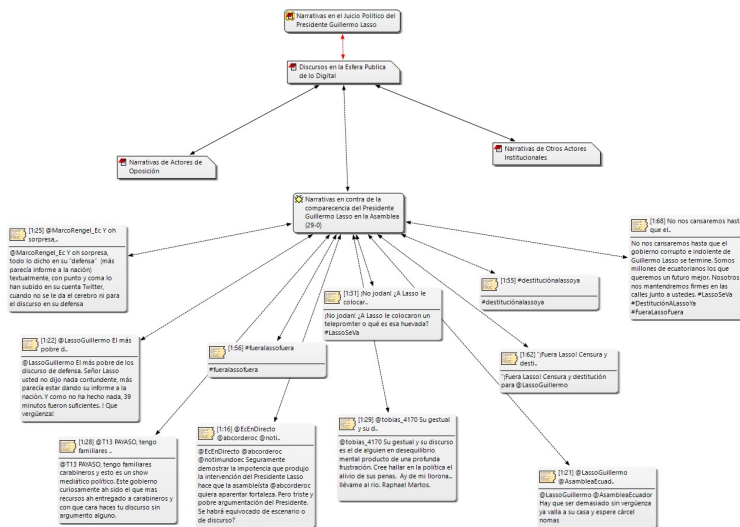 Narrativas en el Juicio Político del
Presidente Guillermo Lasso
Discursos en la Esfera Publica
de lo Digital
Narrativas de Actores de
Oposición
Narrativas de Otros Actores
Institucionales
Narrativas en contra de la
comparecencia del Presidente
Guillermo Lasso en la Asamblea
(29-0)
[1:25] @MarcoRengel_Ec Y oh
sorpresa,..
@MarcoRengel_Ec Y oh sorpresa,
todo lo dicho en su "defensa" (más
parecía informe a la nación)
textualmente, con punto y coma lo
han subido en su cuenta Twitter,
cuando no se le da el cerebro ni para
el discurso en su defensa
[1:68] No nos cansaremos hasta
que el..
No nos cansaremos hasta que el
gobierno corrupto e indolente de
Guillermo Lasso se termine. Somos
millones de ecuatorianos los que
queremos un futuro mejor. Nosotros
nos mantendremos firmes en las
calles junto a ustedes. #LassoSeVa
#DestituciónALassoYa
#FueraLassoFuera
[1:55] #destituciónalassoya
#destituciónalassoya
[1:31] ¡No jodan! ¿A Lasso le
colocar..
¡No jodan! ¿A Lasso le colocaron un
telepromter o qué es esa huevada?
#LassoSeVa
[1:22] @LassoGuillermo El más
pobre d..
@LassoGuillermo El más pobre de los
discurso de defensa. Señor Lasso
usted no dijo nada contundente, más
parecía estar dando su informe a la
nación. Y como no ha hecho nada, 39
minutos fueron suficientes. ! Que
vergüenza!
[1:56] #fueralassofuera
#fueralassofuera
[1:62] "¡Fuera Lasso! Censura y
desti..
"¡Fuera Lasso! Censura y destitución
para @LassoGuillermo
[1:28] @T13 PAYASO, tengo
familiares ..
@T13 PAYASO, tengo familiares
carabineros y esto es un show
mediático político. Este gobierno
curiosamente ah sido el que mas
recursos ah entregado a carabineros y
con que cara haces tu discurso sin
argumento alguno.
[1:16] @EcEnDirecto
@abcorderoc @noti..
@EcEnDirecto @abcorderoc
@notimundoec Seguramente
demostrar la impotencia que produjo
la intervención del Presidente Lasso
hace que la asambleísta @abcorderoc
quiera aparentar fortaleza. Pero triste y
pobre argumentación del Presidente.
Se habrá equivocado de escenario o
de discurso?
[1:29] @tobias_4170 Su gestual
y su d..
@tobias_4170 Su gestual y su discurso
es el de alguien en desequilibrio
mental producto de una profunda
frustración. Cree hallar en la política el
alivio de sus penas. Ay de mi llorona...
llévame al río. Raphael Martos.
[1:21] @LassoGuillermo
@AsambleaEcuad..
@LassoGuillermo @AsambleaEcuador
Hay que ser demasiado sin vergüenza
ya valla a su casa y espere cárcel
nomas